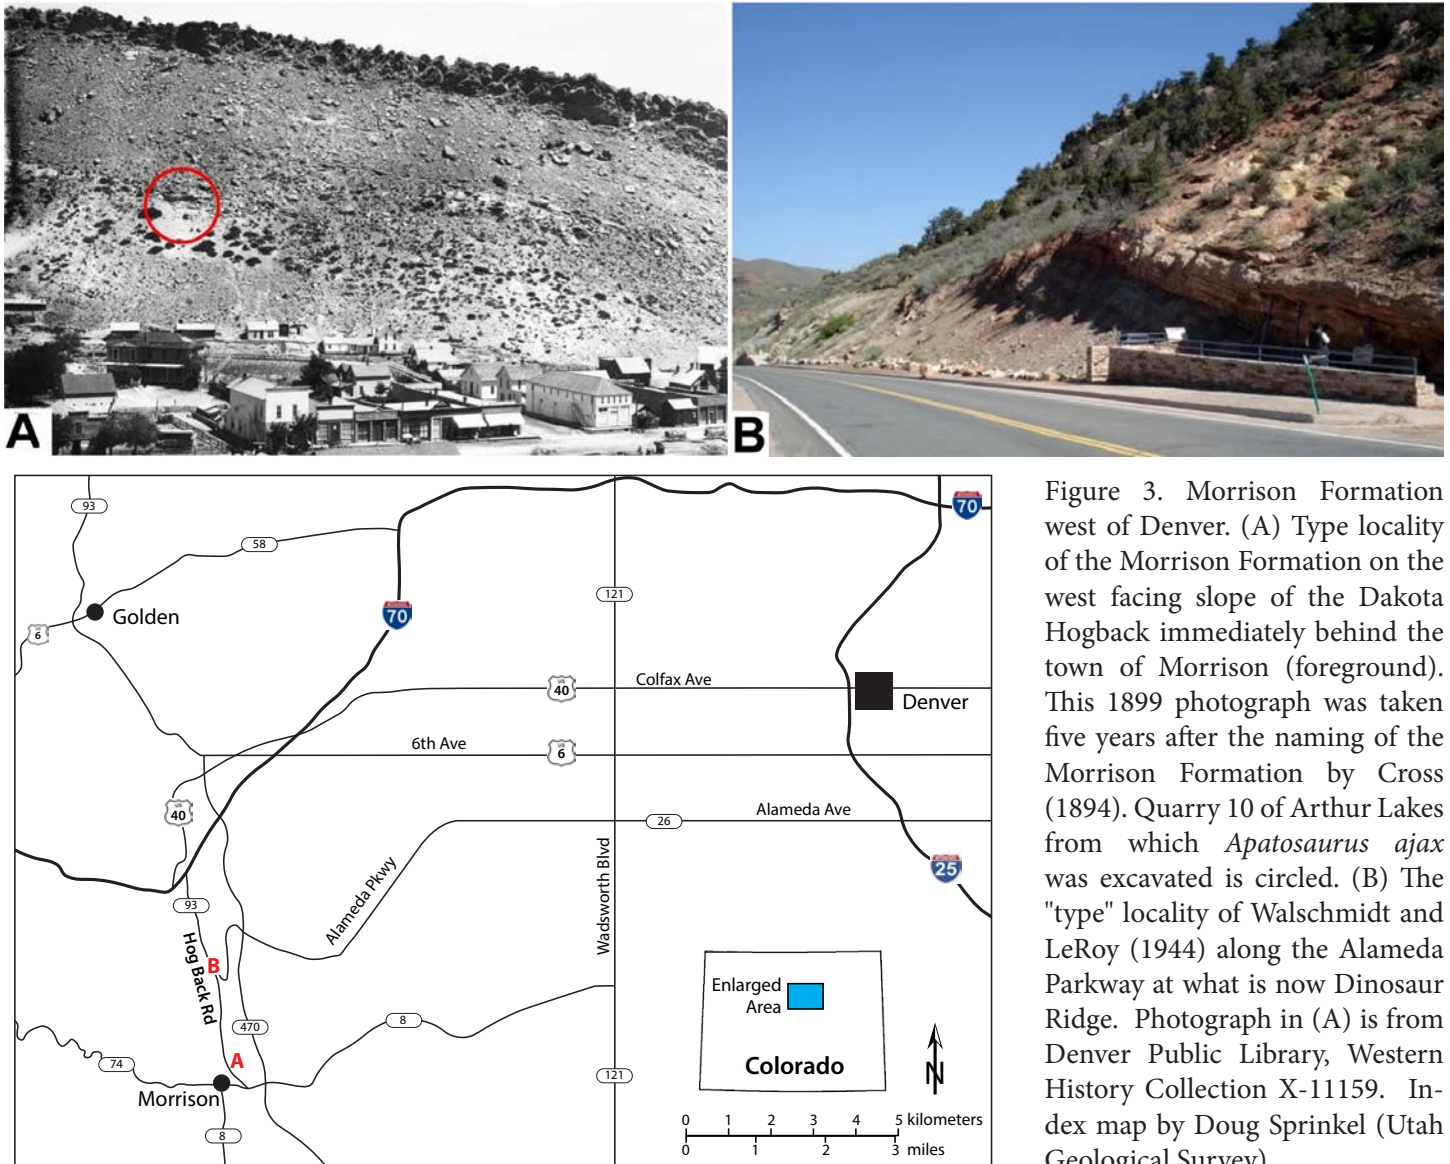 A
B
93
58
70
70
121
Golden
6
40
Colfax Ave
Denver
6th Ave
6
40
Alameda Ave
26
25
Alameda Pkwy
Wadsworth Blvd
93
Hog Back Rd
B
470
8
A
74
Morrison
8
121
Enlarged
Area
Colorado
N
0 1 2 3 4 5 kilometers
0 1 2 3 miles
Figure 3. Morrison Formation
west of Denver. (A) Type locality
of the Morrison Formation on the
west facing slope of the Dakota
Hogback immediately behind the
town of Morrison (foreground).
This 1899 photograph was taken
five years after the naming of the
Morrison Formation by Cross
(1894). Quarry 10 of Arthur Lakes
from which Apatosaurus ajax
was excavated is circled. (B) The
"type" locality of Walschmidt and
LeRoy (1944) along the Alameda
Parkway at what is now Dinosaur
Ridge. Photograph in (A) is from
Denver Public Library, Western
History Collection X-11159. In-
dex map by Doug Sprinkel (Utah
Geological Survey)